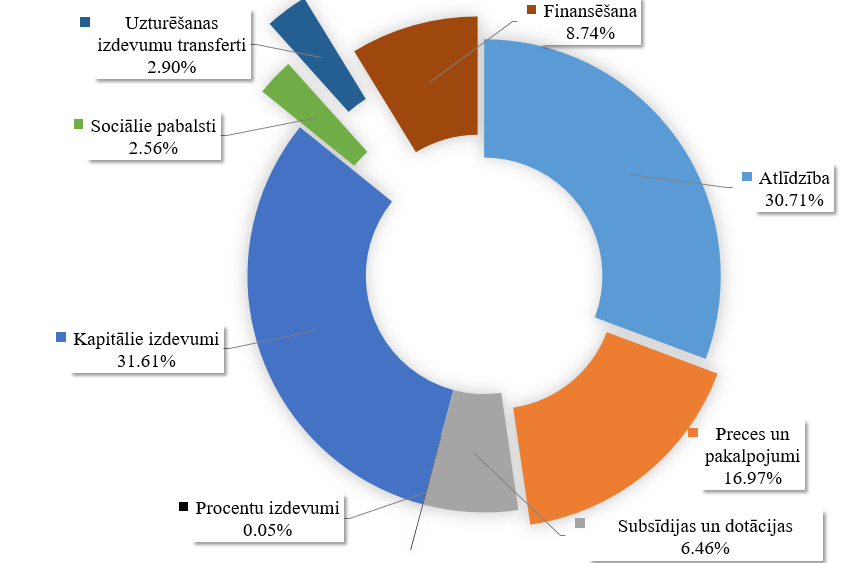 Finansēšana
8.74%
Uzturēšanas
izdevumu transferti
2.90%
Sociālie pabalsti
2.56%
Atlīdzība
30.71%
Kapitālie izdevumi
31.61%
Preces un
pakalpojumi
16.97%
Procentu izdevumi
0.05%
Subsīdijas un dotācijas
6.46%